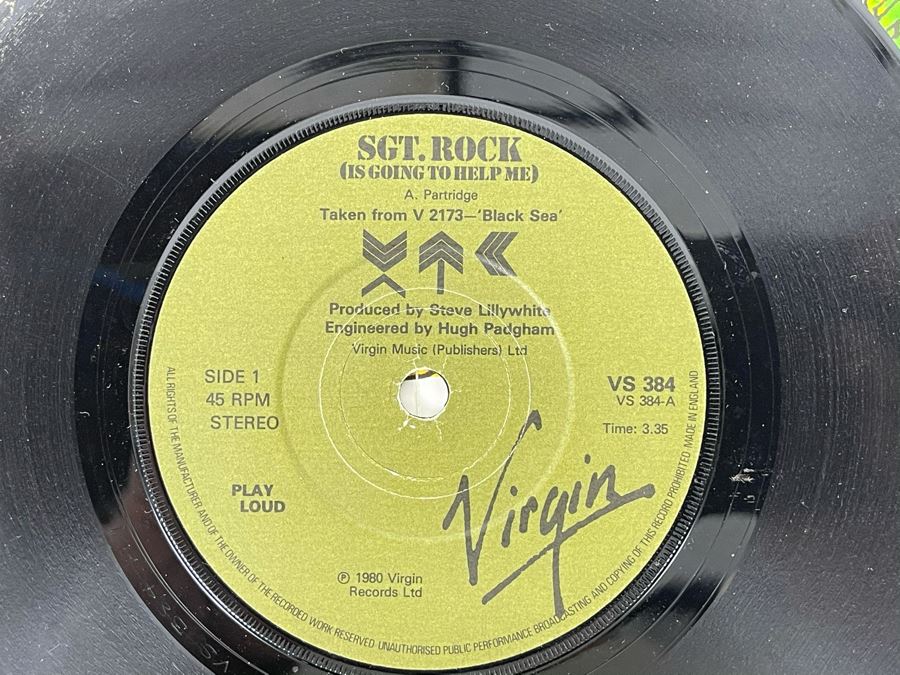 SGT. ROCK
(IS GOING TO HELP ME)
A. Partridge
Taken from V 2173—'Black Sea'
XTC
Produced by Steve Lillywhite
Engineered by Hugh Padgham
Virgin Music (Publishers) Ltd
SIDE 1
45 RPM
STEREO
VS 384
VS 384-A
Time: 3.35
PLAY
LOUD
Virgin
℗ 1980 Virgin
Records Ltd
ALL RIGHTS OF THE MANUFACTURER AND OF THE OWNER OF THE RECORDED WORK RESERVED. UNAUTHORISED PUBLIC PERFORMANCE BROADCASTING AND COPYING OF THIS RECORD PROHIBITED. MADE IN ENGLAND